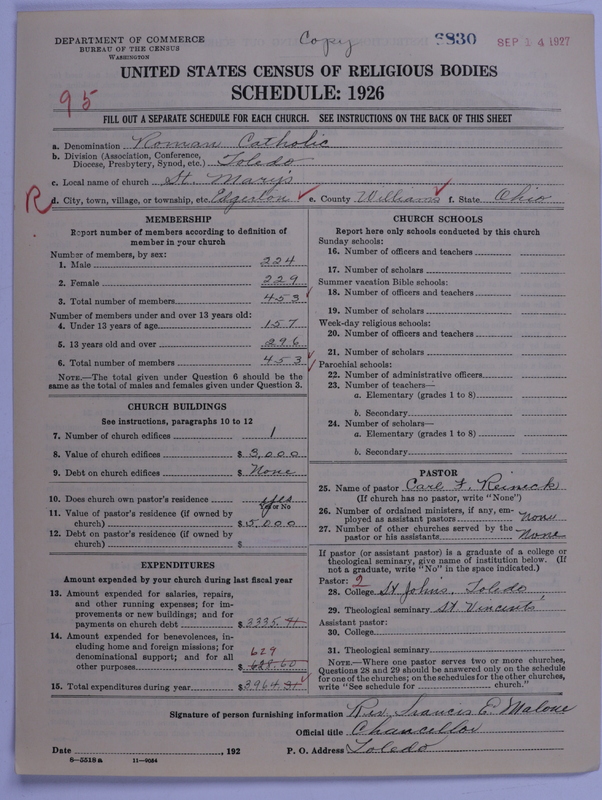 DEPARTMENT OF COMMERCE
BUREAU OF THE CENSUS
WASHINGTON
Copy
8830
SEP 14 1927
UNITED STATES CENSUS OF RELIGIOUS BODIES
SCHEDULE: 1926
95
FILL OUT A SEPARATE SCHEDULE FOR EACH CHURCH. SEE INSTRUCTIONS ON THE BACK OF THIS SHEET
a. Denomination Roman Catholic
b. Division (Association, Conference, Diocese, Presbytery, Synod, etc.) Toledo
c. Local name of church St. Mary's
R
d. City, town, village, or township, etc. Edgerton e. County Williams f. State Ohio
MEMBERSHIP
Report number of members according to definition of
member in your church
Number of members, by sex:
1. Male 224
2. Female 229
3. Total number of members 453
Number of members under and over 13 years old:
4. Under 13 years of age 157
5. 13 years old and over 296
6. Total number of members 453
NOTE.—The total given under Question 6 should be the
same as the total of males and females given under Question 3.
CHURCH BUILDINGS
See instructions, paragraphs 10 to 12
7. Number of church edifices 1
8. Value of church edifices $ 3,000
9. Debt on church edifices $ None
10. Does church own pastor's residence yes
Yes or No
11. Value of pastor's residence (if owned by
church) $5,000
12. Debt on pastor's residence (if owned by
church) $
EXPENDITURES
Amount expended by your church during last fiscal year
13. Amount expended for salaries, repairs,
and other running expenses; for im-
provements or new buildings; and for
payments on church debt $3335.41
14. Amount expended for benevolences, in-
cluding home and foreign missions; for
denominational support; and for all
other purposes $ 628.60
629
15. Total expenditures during year $3964.01
CHURCH SCHOOLS
Report here only schools conducted by this church
Sunday schools:
16. Number of officers and teachers
17. Number of scholars
Summer vacation Bible schools:
18. Number of officers and teachers
19. Number of scholars
Week-day religious schools:
20. Number of officers and teachers
21. Number of scholars
Parochial schools:
22. Number of administrative officers
23. Number of teachers—
a. Elementary (grades 1 to 8)
b. Secondary
24. Number of scholars—
a. Elementary (grades 1 to 8)
b. Secondary
PASTOR
25. Name of pastor Carl F. Reineck
(If church has no pastor, write "None")
26. Number of ordained ministers, if any, em-
ployed as assistant pastors none
27. Number of other churches served by the
pastor or his assistants none
If pastor (or assistant pastor) is a graduate of a college or
theological seminary, give name of institution below. (If
not a graduate, write "No" in the space indicated.)
Pastor: 2
28. College St Johns, Toledo
29. Theological seminary St. Vincents
Assistant pastor:
30. College
31. Theological seminary
NOTE.—Where one pastor serves two or more churches,
Questions 28 and 29 should be answered only on the schedule
for one of the churches; on the schedules for the other churches,
write "See schedule for church."
Signature of person furnishing information Rev. Francis E. Malone
Official title Chancellor
Date , 192 P. O. Address Toledo
8—5518 a 11—9054